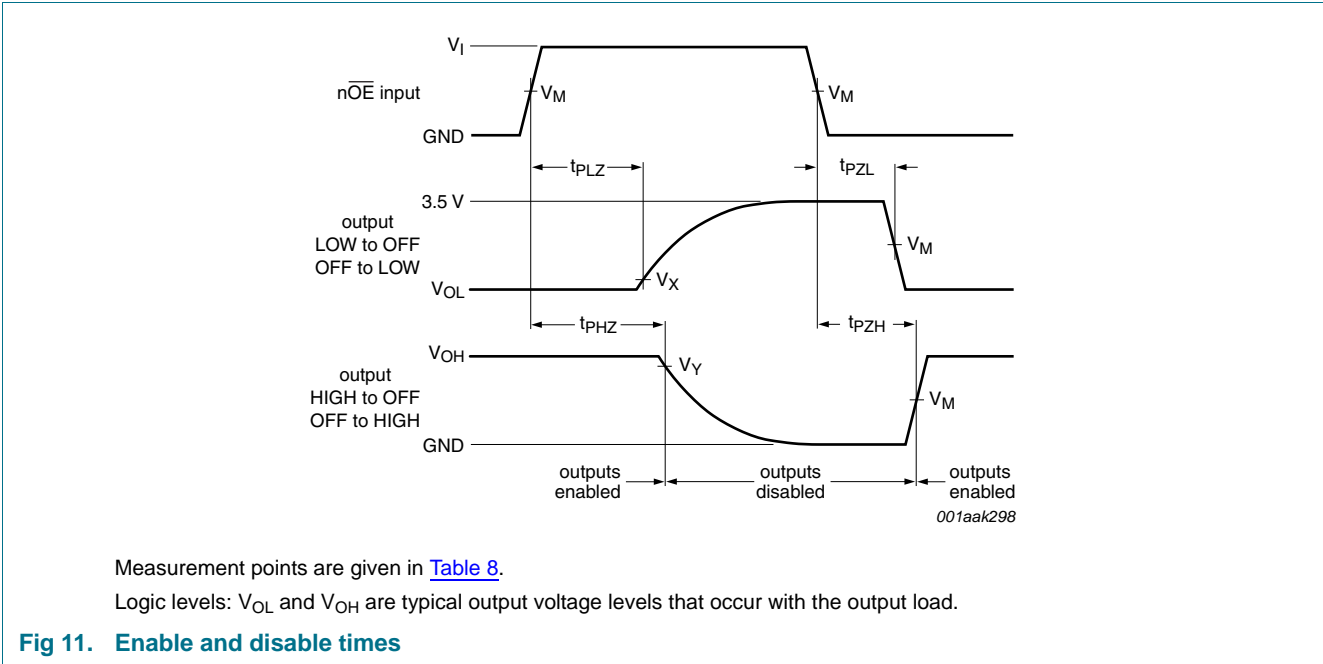 V_I
nOE input
V_M
V_M
GND
t_PLZ
t_PZL
3.5 V
output
LOW to OFF
OFF to LOW
V_M
V_X
V_OL
t_PHZ
t_PZH
V_OH
V_Y
output
HIGH to OFF
OFF to HIGH
V_M
GND
outputs
enabled
outputs
disabled
outputs
enabled
001aak298
Measurement points are given in Table 8.
Logic levels: V_OL and V_OH are typical output voltage levels that occur with the output load.
Fig 11. Enable and disable times